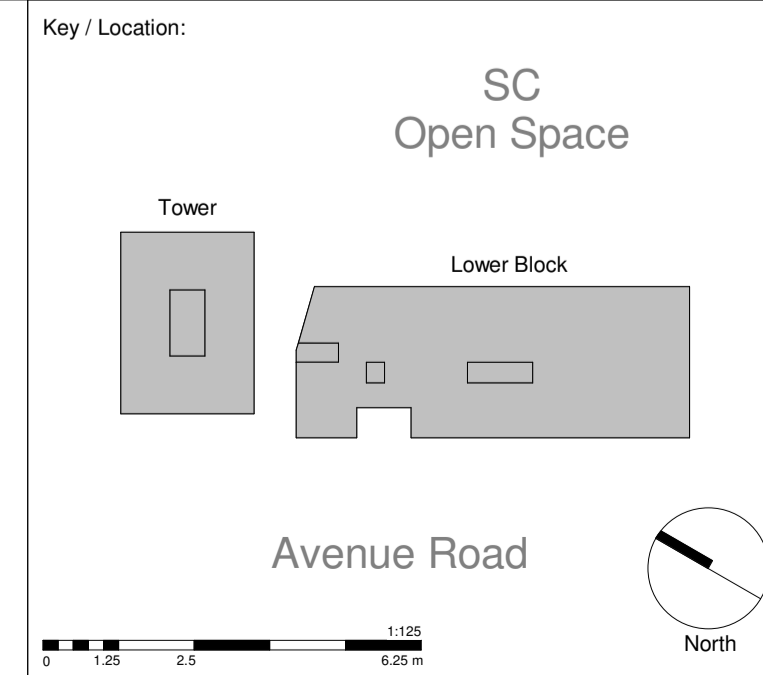 Key / Location:
SC
Open Space
Tower
Lower Block
Avenue Road
North
1:125
0 1.25 2.5 6.25 m